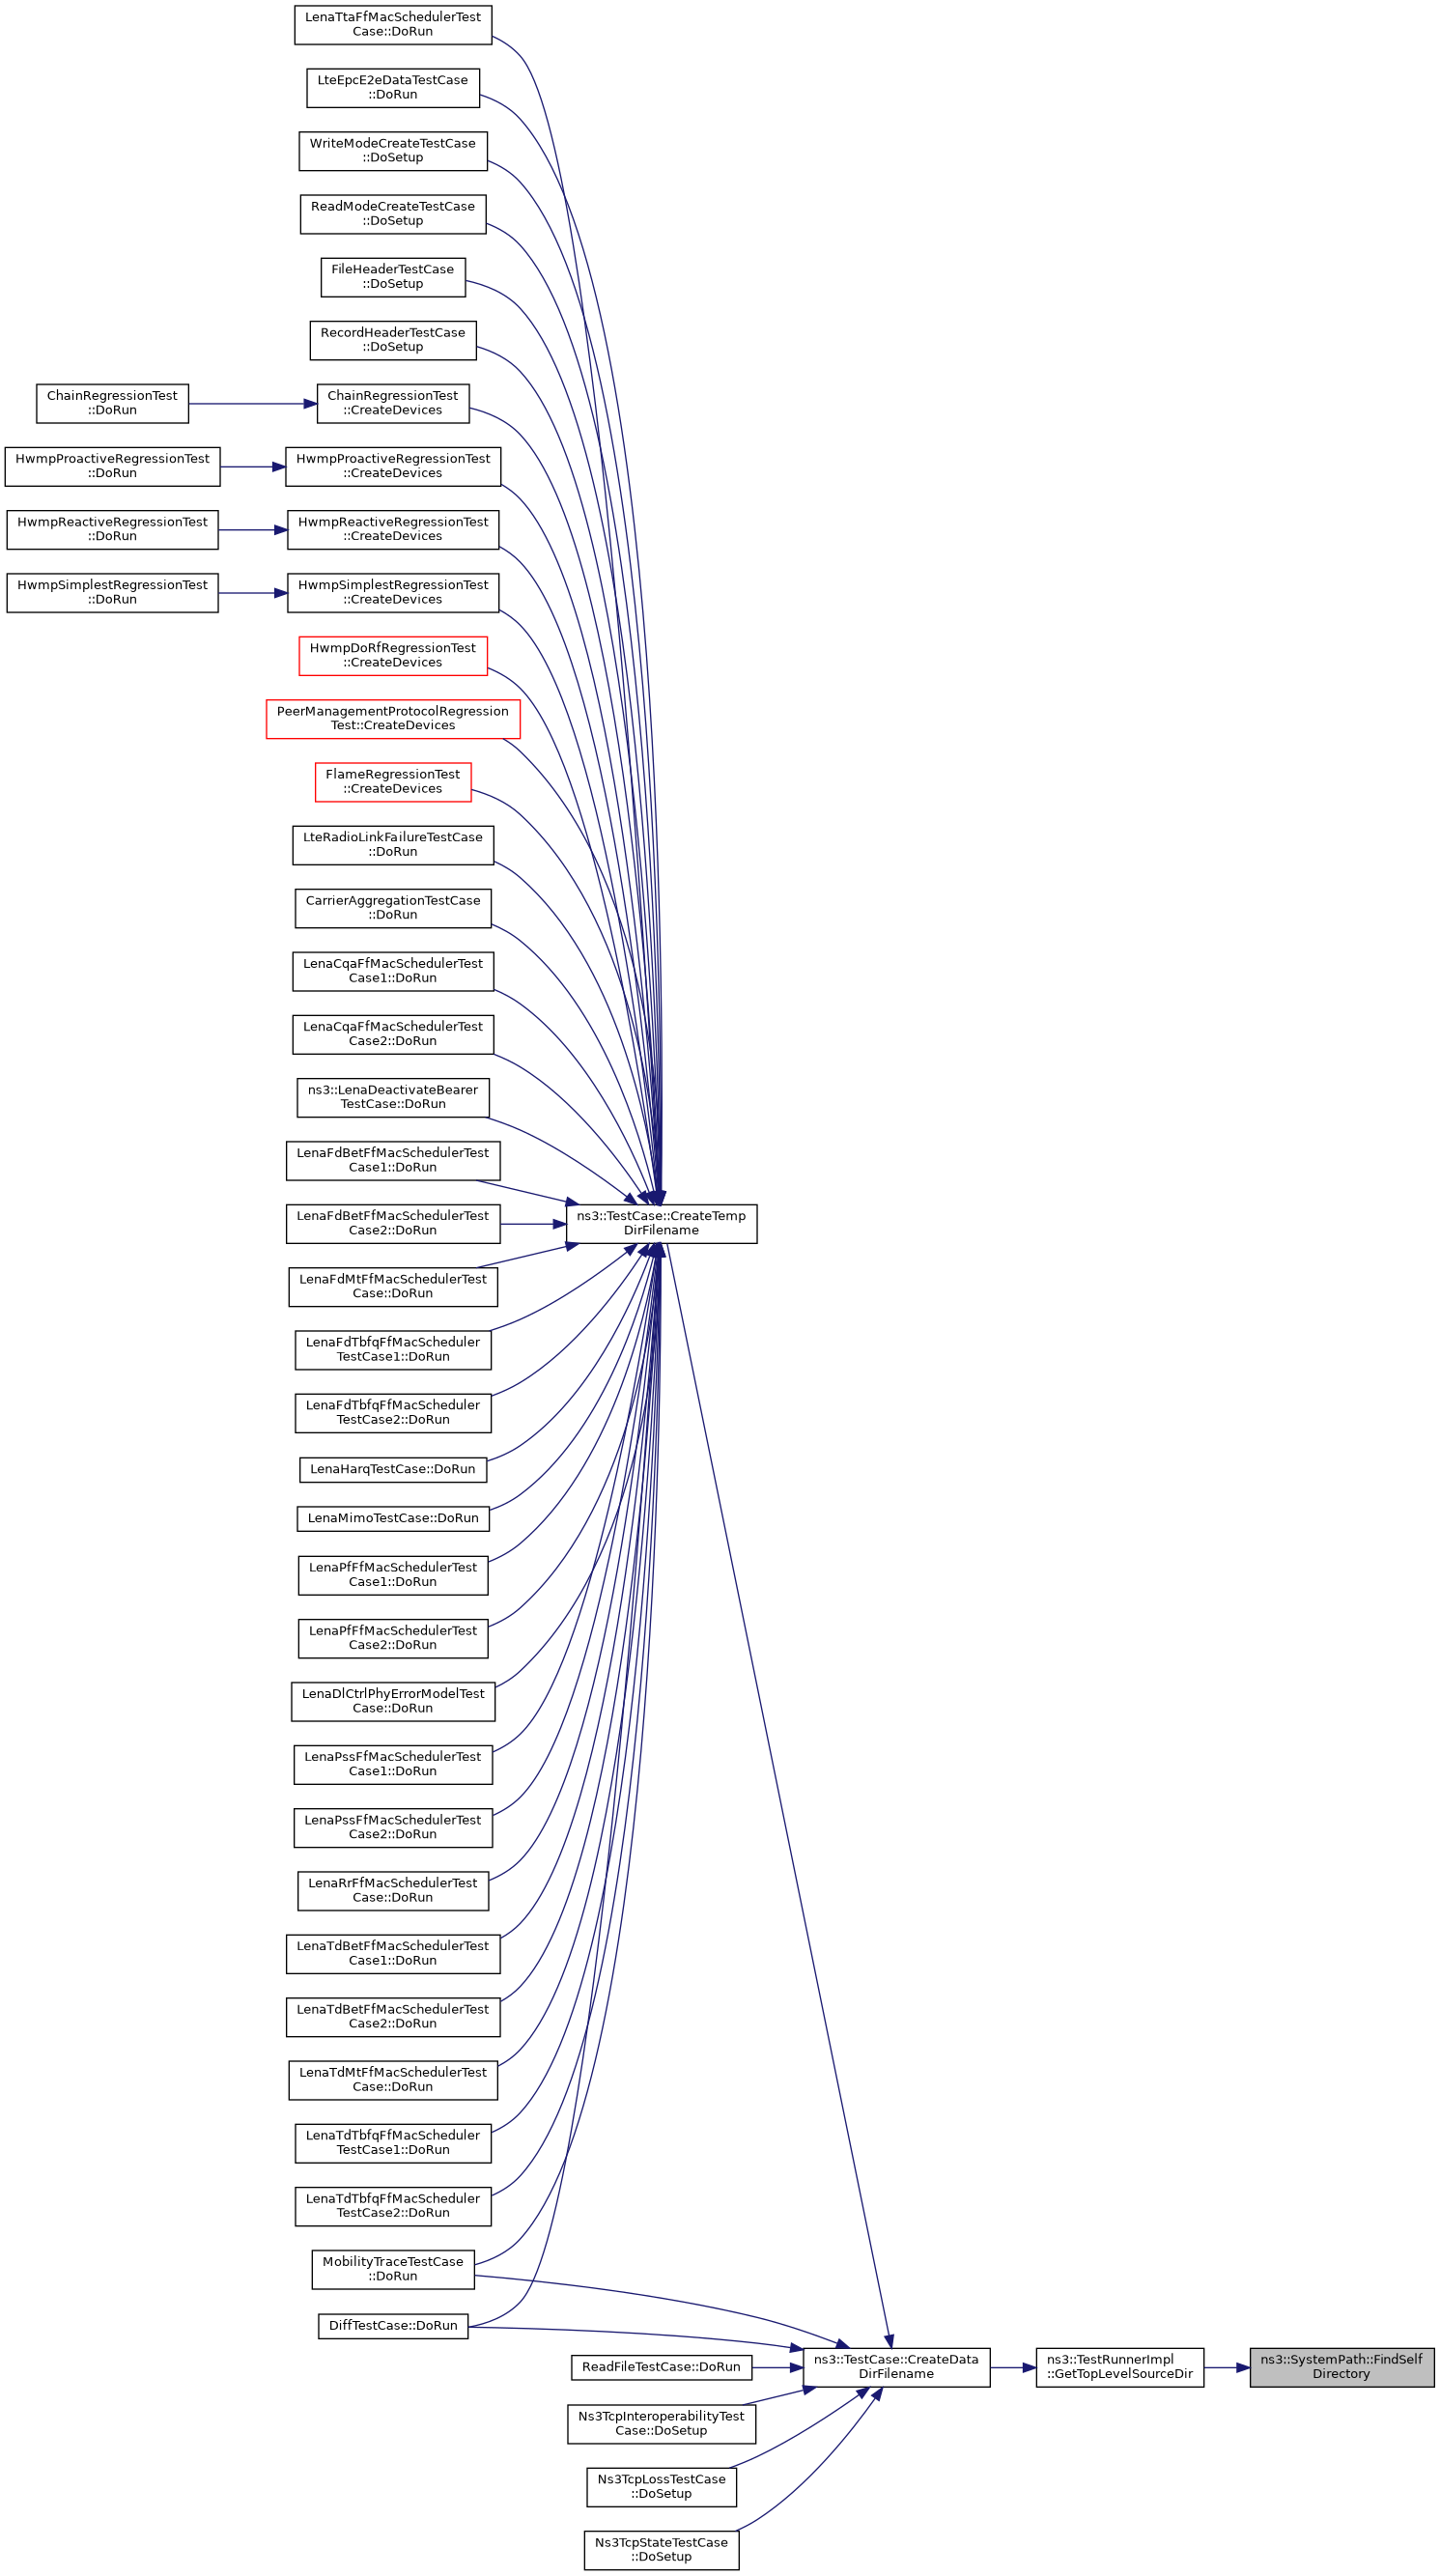 LenaTtaFfMacSchedulerTest
Case::DoRun
LteEpcE2eDataTestCase
::DoRun
WriteModeCreateTestCase
::DoSetup
ReadModeCreateTestCase
::DoSetup
FileHeaderTestCase
::DoSetup
RecordHeaderTestCase
::DoSetup
ChainRegressionTest
::DoRun
ChainRegressionTest
::CreateDevices
HwmpProactiveRegressionTest
::DoRun
HwmpProactiveRegressionTest
::CreateDevices
HwmpReactiveRegressionTest
::DoRun
HwmpReactiveRegressionTest
::CreateDevices
HwmpSimplestRegressionTest
::DoRun
HwmpSimplestRegressionTest
::CreateDevices
HwmpDoRfRegressionTest
::CreateDevices
PeerManagementProtocolRegression
Test::CreateDevices
FlameRegressionTest
::CreateDevices
LteRadioLinkFailureTestCase
::DoRun
CarrierAggregationTestCase
::DoRun
LenaCqaFfMacSchedulerTest
Case1::DoRun
LenaCqaFfMacSchedulerTest
Case2::DoRun
ns3::LenaDeactivateBearer
TestCase::DoRun
LenaFdBetFfMacSchedulerTest
Case1::DoRun
LenaFdBetFfMacSchedulerTest
Case2::DoRun
ns3::TestCase::CreateTemp
DirFilename
LenaFdMtFfMacSchedulerTest
Case::DoRun
LenaFdTbfqFfMacScheduler
TestCase1::DoRun
LenaFdTbfqFfMacScheduler
TestCase2::DoRun
LenaHarqTestCase::DoRun
LenaMimoTestCase::DoRun
LenaPfFfMacSchedulerTest
Case1::DoRun
LenaPfFfMacSchedulerTest
Case2::DoRun
LenaDlCtrlPhyErrorModelTest
Case::DoRun
LenaPssFfMacSchedulerTest
Case1::DoRun
LenaPssFfMacSchedulerTest
Case2::DoRun
LenaRrFfMacSchedulerTest
Case::DoRun
LenaTdBetFfMacSchedulerTest
Case1::DoRun
LenaTdBetFfMacSchedulerTest
Case2::DoRun
LenaTdMtFfMacSchedulerTest
Case::DoRun
LenaTdTbfqFfMacScheduler
TestCase1::DoRun
LenaTdTbfqFfMacScheduler
TestCase2::DoRun
MobilityTraceTestCase
::DoRun
DiffTestCase::DoRun
ReadFileTestCase::DoRun
ns3::TestCase::CreateData
DirFilename
ns3::TestRunnerImpl
::GetTopLevelSourceDir
ns3::SystemPath::FindSelf
Directory
Ns3TcpInteroperabilityTest
Case::DoSetup
Ns3TcpLossTestCase
::DoSetup
Ns3TcpStateTestCase
::DoSetup